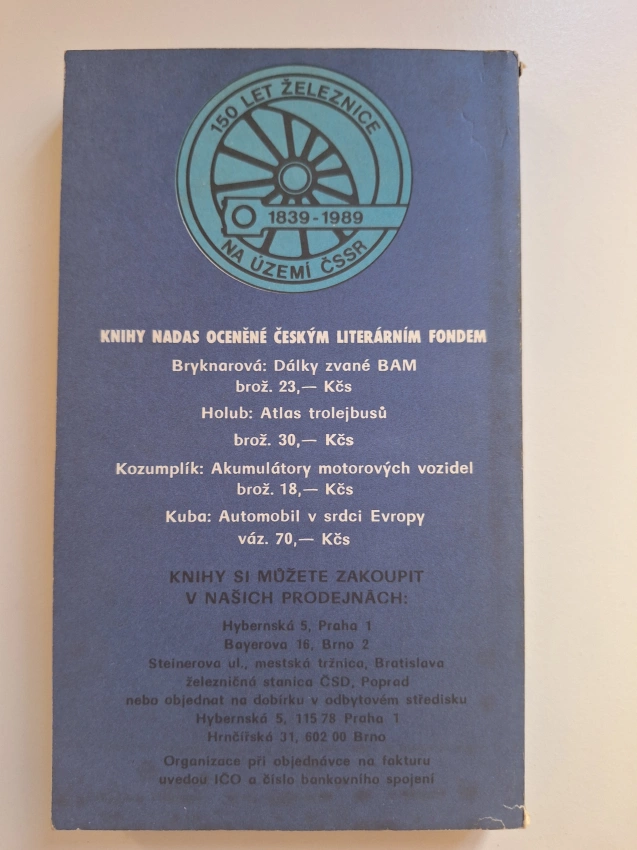 150 LET ŽELEZNICE
1839-1989
NA ÚZEMÍ ČSSR
KNIHY NADAS OCENĚNÉ ČESKÝM LITERÁRNÍM FONDEM
Bryknarová: Dálky zvané BAM
brož. 23,— Kčs
Holub: Atlas trolejbusů
brož. 30,— Kčs
Kozumplík: Akumulátory motorových vozidel
brož. 18,— Kčs
Kuba: Automobil v srdci Evropy
váz. 70,— Kčs
KNIHY SI MŮŽETE ZAKOUPIT
V NAŠICH PRODEJNÁCH:
Hybernská 5, Praha 1
Bayerova 16, Brno 2
Steinerova ul., mestská tržnica, Bratislava
železničná stanica ČSD, Poprad
nebo objednat na dobírku v odbytovém středisku
Hybernská 5, 115 78 Praha 1
Hrnčířská 31, 602 00 Brno
Organizace při objednávce na fakturu
uvedou IČO a číslo bankovního spojení